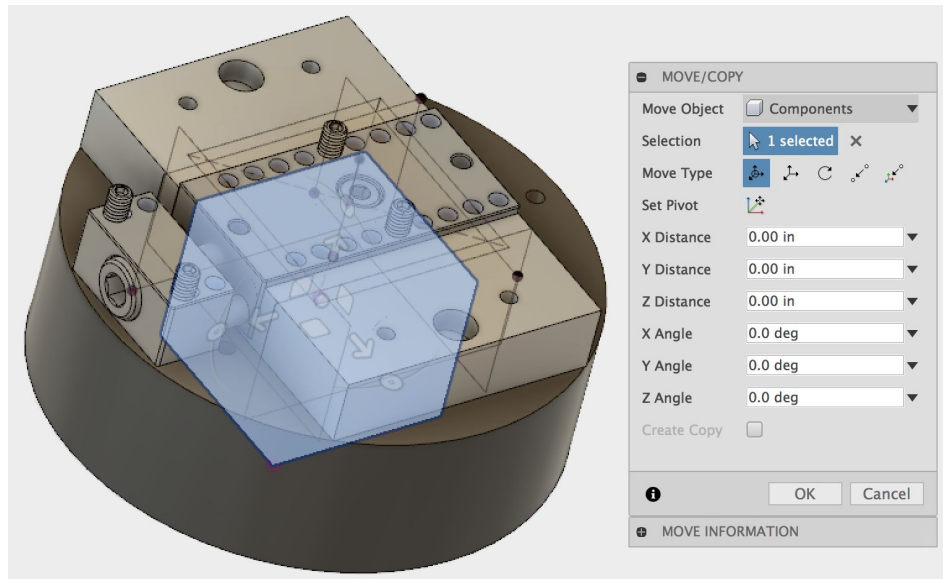 MOVE/COPY
Move Object Components
Selection 1 selected
Move Type
Set Pivot
X Distance 0.00 in
Y Distance 0.00 in
Z Distance 0.00 in
X Angle 0.0 deg
Y Angle 0.0 deg
Z Angle 0.0 deg
Create Copy
OK Cancel
MOVE INFORMATION